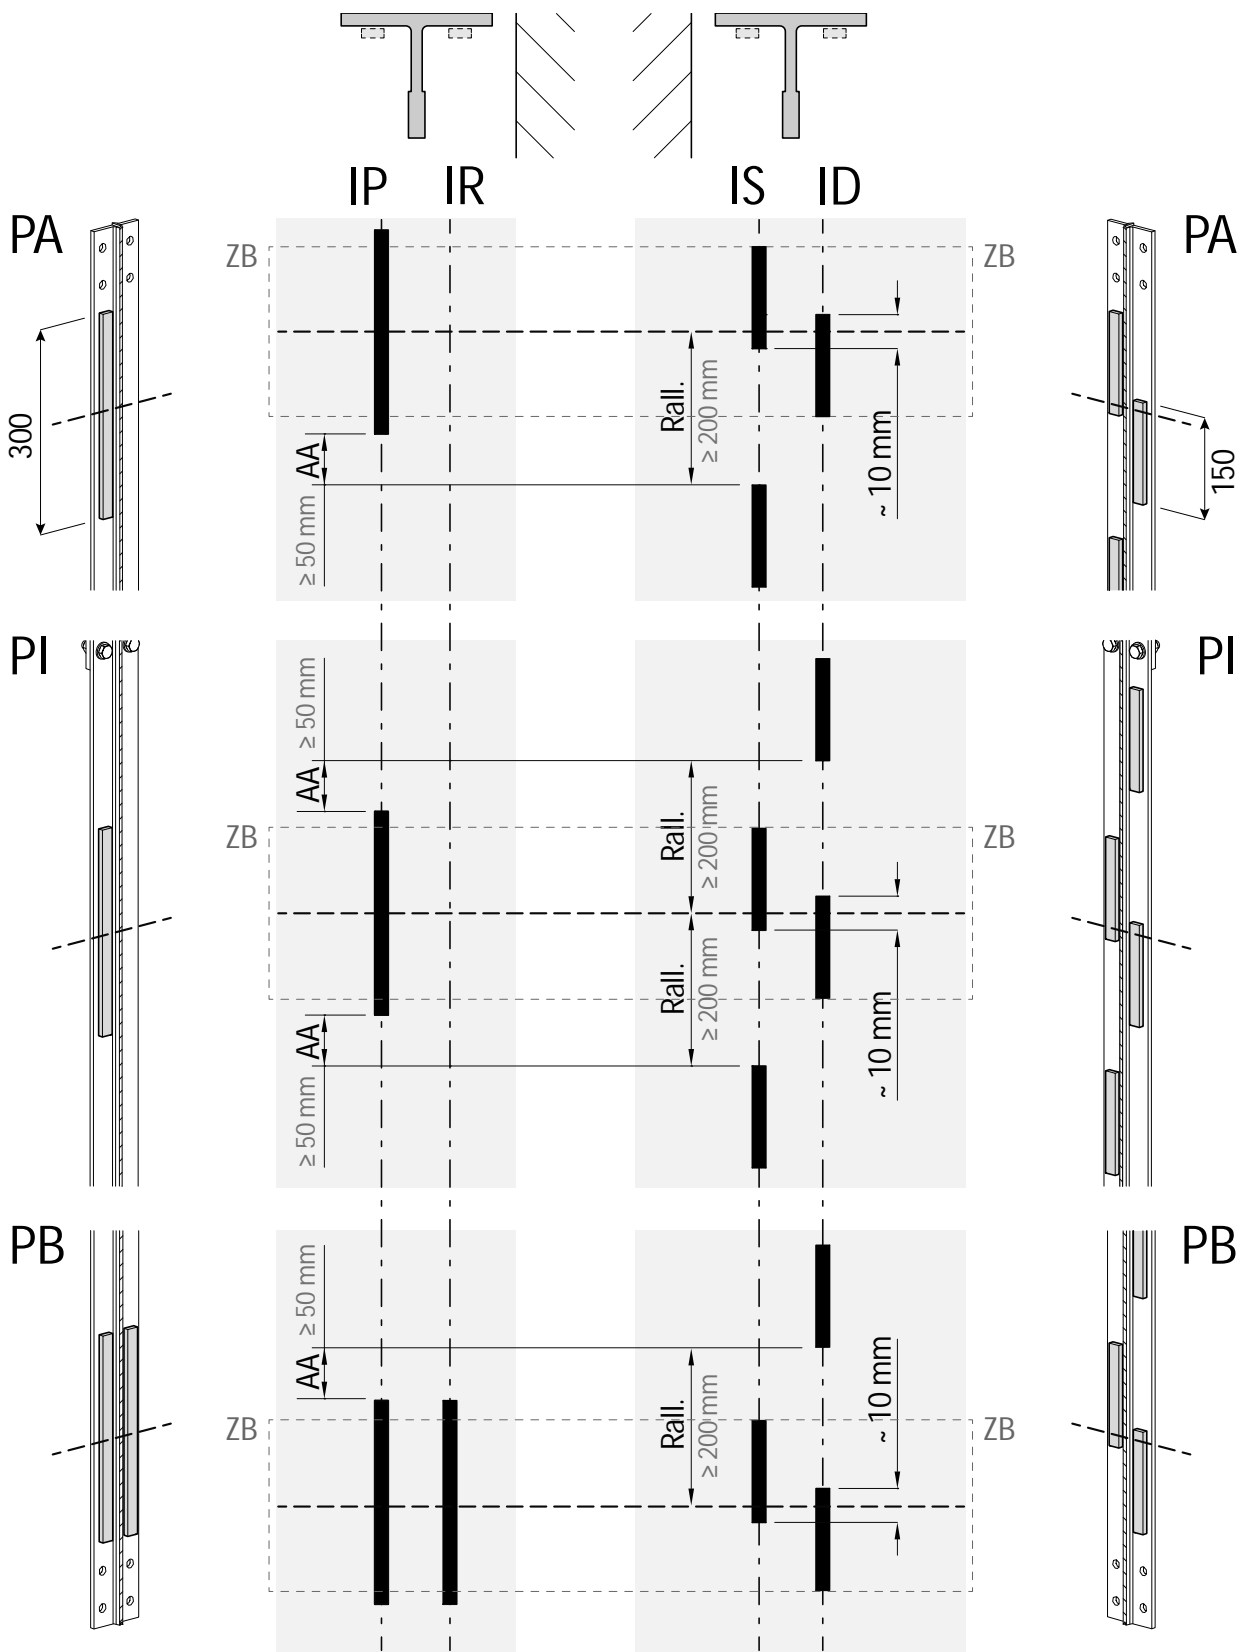 IP IR IS ID
PA PA
ZB ZB
300
AA
≥ 50 mm
Rall.
≥ 200 mm
~ 10 mm
150
PI PI
≥ 50 mm
AA
ZB ZB
Rall.
≥ 200 mm
Rall.
≥ 200 mm
AA
≥ 50 mm
~ 10 mm
PB PB
≥ 50 mm
AA
ZB ZB
Rall.
≥ 200 mm
~ 10 mm